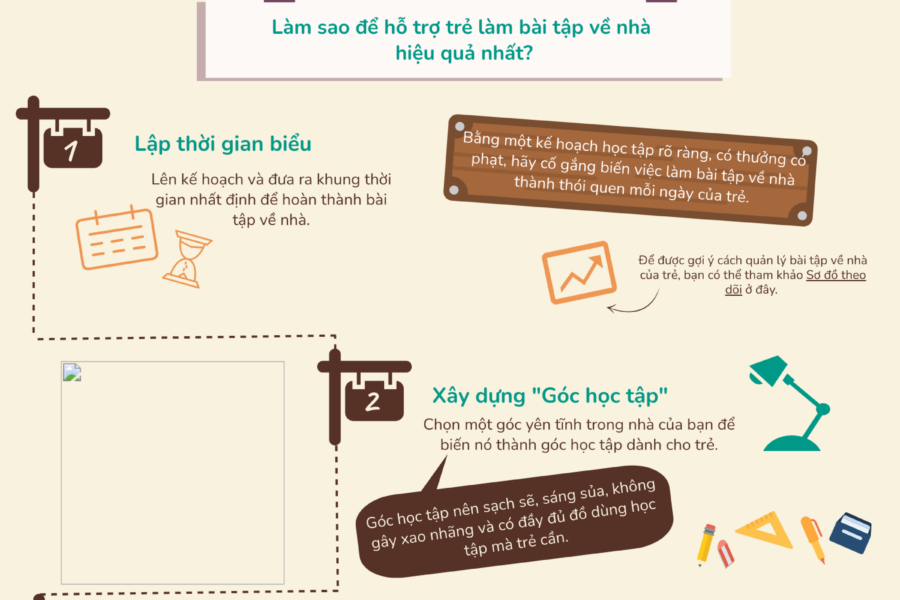 Làm sao để hỗ trợ trẻ làm bài tập về nhà
hiệu quả nhất?
1
Lập thời gian biểu
Lên kế hoạch và đưa ra khung thời
gian nhất định để hoàn thành bài
tập về nhà.
Bằng một kế hoạch học tập rõ ràng, có thưởng có
phạt, hãy cố gắng biến việc làm bài tập về nhà
thành thói quen mỗi ngày của trẻ.
Để được gợi ý cách quản lý bài tập về nhà
của trẻ, bạn có thể tham khảo Sơ đồ theo
dõi ở đây.
2
Xây dựng "Góc học tập"
Chọn một góc yên tĩnh trong nhà của bạn để
biến nó thành góc học tập dành cho trẻ.
Góc học tập nên sạch sẽ, sáng sủa, không
gây xao nhãng và có đầy đủ đồ dùng học
tập mà trẻ cần.